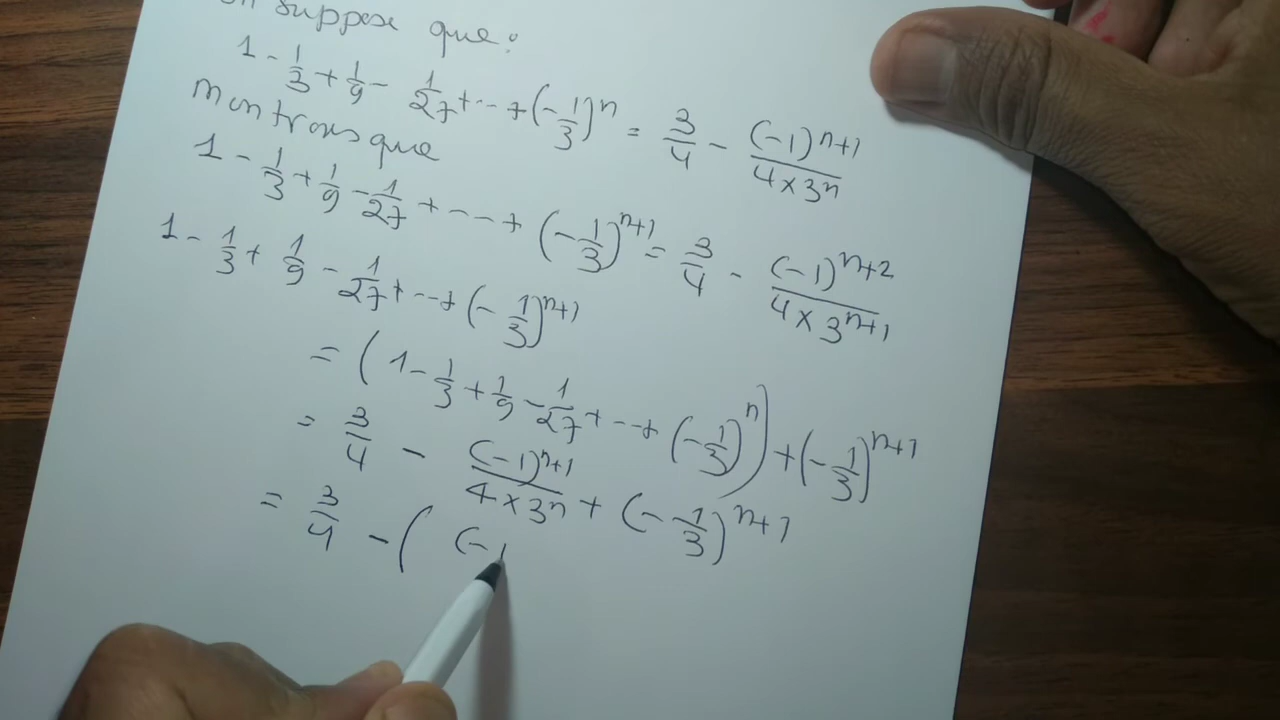 suppose que:
1 - 1/3 + 1/9 - 1/27 + -- + (-1/3)^n = 3/4 - (-1)^{n+1}/(4×3^n)
montrons que
1 - 1/3 + 1/9 - 1/27 + --- + (-1/3)^{n+1} = 3/4 - (-1)^{n+2}/(4×3^{n+1})
1 - 1/3 + 1/9 - 1/27 + --+ (-1/3)^{n+1}
= (1 - 1/3 + 1/9 - 1/27 + --+ (-1/3)^n) + (-1/3)^{n+1}
= 3/4 - (-1)^{n+1}/(4×3^n) + (-1/3)^{n+1}
= 3/4 - ( (-1